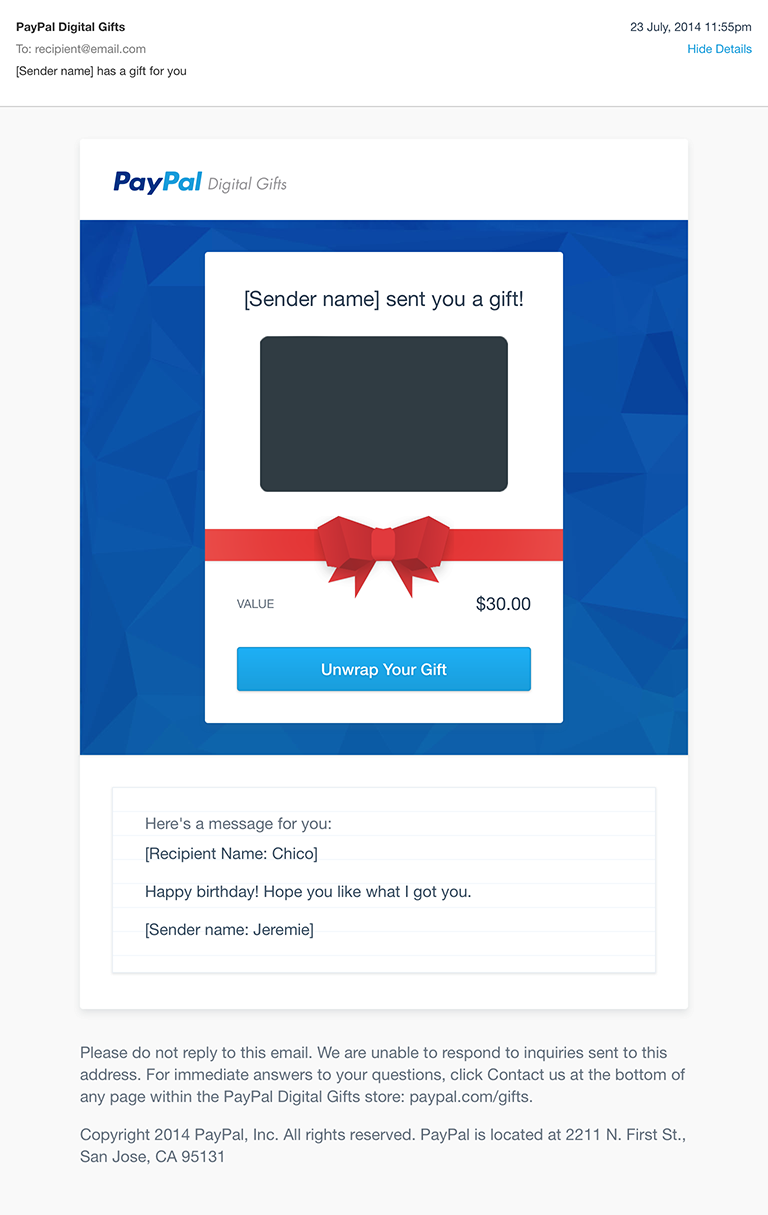 PayPal Digital Gifts
23 July, 2014 11:55pm
To: recipient@email.com
Hide Details
[Sender name] has a gift for you
PayPal Digital Gifts
[Sender name] sent you a gift!
VALUE
$30.00
Unwrap Your Gift
Here's a message for you:
[Recipient Name: Chico]
Happy birthday! Hope you like what I got you.
[Sender name: Jeremie]
Please do not reply to this email. We are unable to respond to inquiries sent to this
address. For immediate answers to your questions, click Contact us at the bottom of
any page within the PayPal Digital Gifts store: paypal.com/gifts.
Copyright 2014 PayPal, Inc. All rights reserved. PayPal is located at 2211 N. First St.,
San Jose, CA 95131